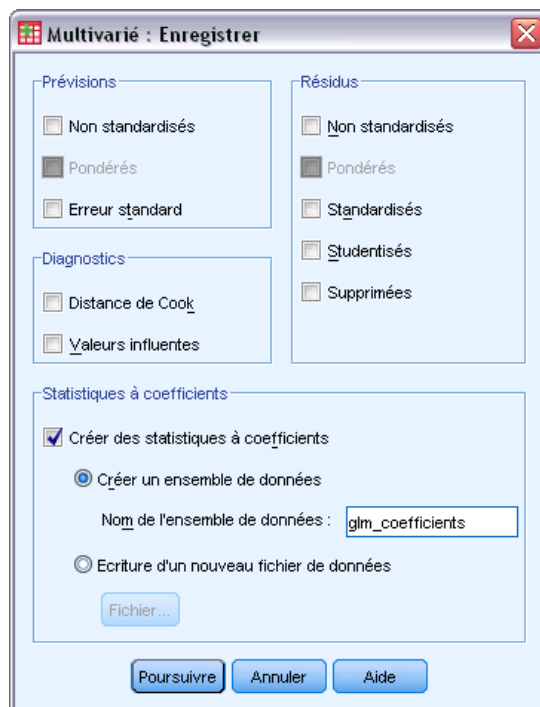 Multivarié : Enregistrer
Prévisions
Non standardisés
Pondérés
Erreur standard
Diagnostics
Distance de Cook
Valeurs influentes
Résidus
Non standardisés
Pondérés
Standardisés
Studentisés
Supprimées
Statistiques à coefficients
Créer des statistiques à coefficients
Créer un ensemble de données
Nom de l'ensemble de données : glm_coefficients
Ecriture d'un nouveau fichier de données
Fichier...
Poursuivre Annuler Aide